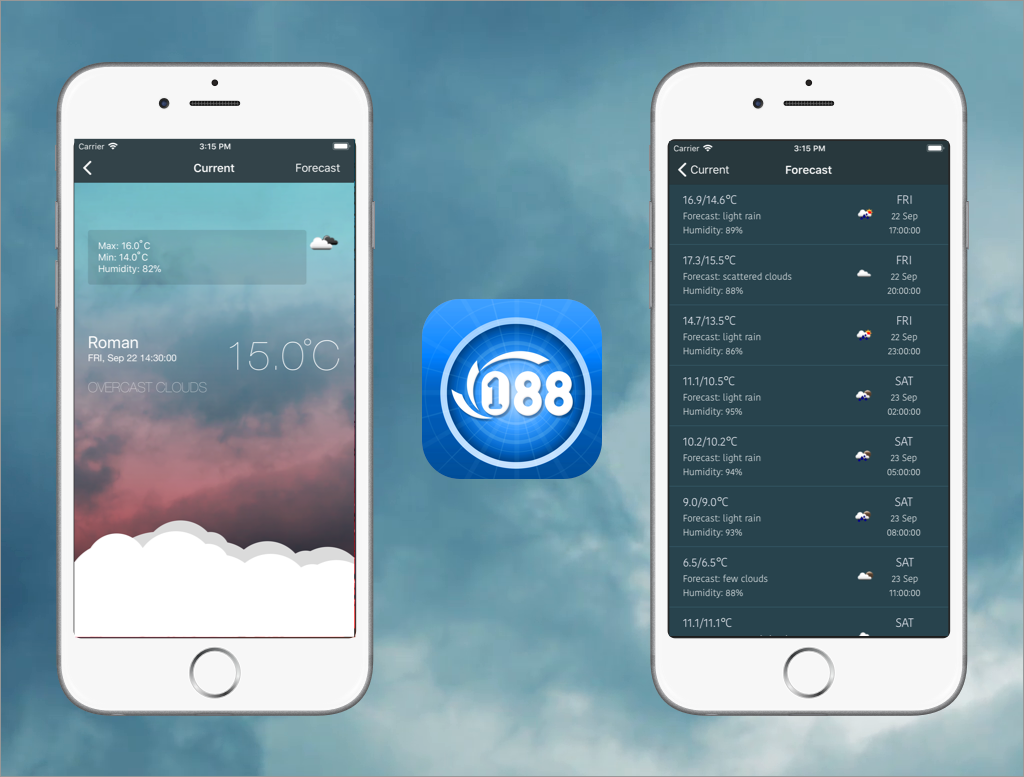 Carrier 3:15 PM
Current Forecast
Max: 16.0°C
Min: 14.0°C
Humidity: 82%
Roman
FRI, Sep 22 14:30:00
15.0°C
OVERCAST CLOUDS
188
Carrier 3:15 PM
Current Forecast
16.9/14.6°C FRI
Forecast: light rain 22 Sep
Humidity: 89% 17:00:00
17.3/15.5°C FRI
Forecast: scattered clouds 22 Sep
Humidity: 88% 20:00:00
14.7/13.5°C FRI
Forecast: light rain 22 Sep
Humidity: 86% 23:00:00
11.1/10.5°C SAT
Forecast: light rain 23 Sep
Humidity: 95% 02:00:00
10.2/10.2°C SAT
Forecast: light rain 23 Sep
Humidity: 94% 05:00:00
9.0/9.0°C SAT
Forecast: light rain 23 Sep
Humidity: 93% 08:00:00
6.5/6.5°C SAT
Forecast: few clouds 23 Sep
Humidity: 88% 11:00:00
11.1/11.1°C SAT